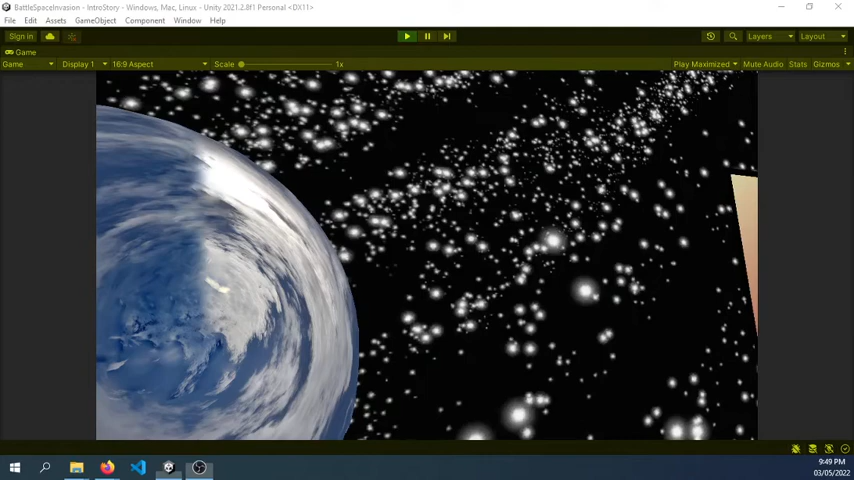 BattleSpaceInvasion - IntroStory - Windows, Mac, Linux - Unity 2021.2.8f1 Personal <DX11>
File Edit Assets GameObject Component Window Help
Sign in Layers Layout
Game
Game Display 1 16:9 Aspect Scale 1x Play Maximized Mute Audio Stats Gizmos
9:49 PM
03/05/2022